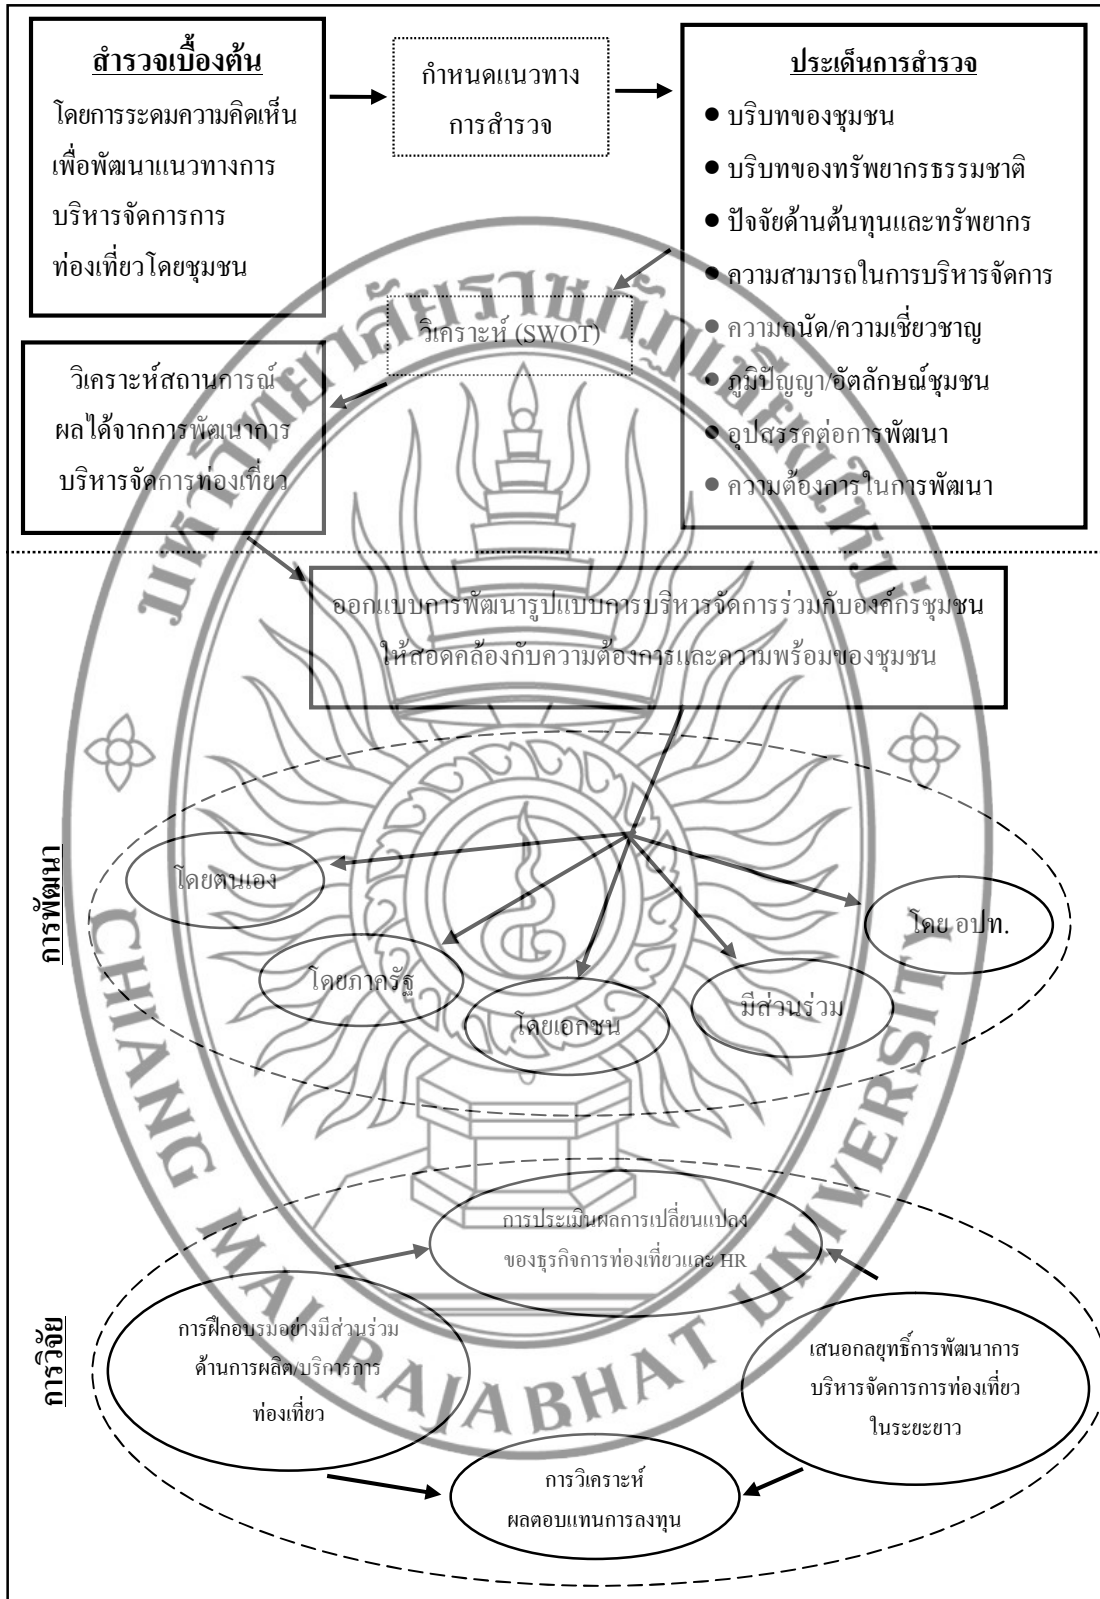 สำรวจเบื้องต้น
โดยการระดมความคิดเห็น
เพื่อพัฒนาแนวทางการ
บริหารจัดการการ
ท่องเที่ยวโดยชุมชน
กำหนดแนวทาง
การสำรวจ
ประเด็นการสำรวจ
● บริบทของชุมชน
● บริบทของทรัพยากรธรรมชาติ
● ปัจจัยด้านต้นทุนและทรัพยากร
● ความสามารถในการบริหารจัดการ
● ความถนัด/ความเชี่ยวชาญ
● ภูมิปัญญา/อัตลักษณ์ชุมชน
● อุปสรรคต่อการพัฒนา
● ความต้องการในการพัฒนา
วิเคราะห์ (SWOT)
วิเคราะห์สถานการณ์
ผลได้จากการพัฒนาการ
บริหารจัดการท่องเที่ยว
ออกแบบการพัฒนารูปแบบการบริหารจัดการร่วมกับองค์กรชุมชน
ให้สอดคล้องกับความต้องการและความพร้อมของชุมชน
การพัฒนา
โดยตนเอง
โดยภาครัฐ
โดยเอกชน
มีส่วนร่วม
โดย อปท.
การวิจัย
การประเมินผลการเปลี่ยนแปลง
ของธุรกิจการท่องเที่ยวและ HR
การฝึกอบรมอย่างมีส่วนร่วม
ด้านการผลิต/บริการการ
ท่องเที่ยว
เสนอกลยุทธิ์การพัฒนาการ
บริหารจัดการการท่องเที่ยว
ในระยะยาว
การวิเคราะห์
ผลตอบแทนการลงทุน
มหาวิทยาลัยราชภัฏเชียงใหม่
CHIANG MAI RAJABHAT UNIVERSITY